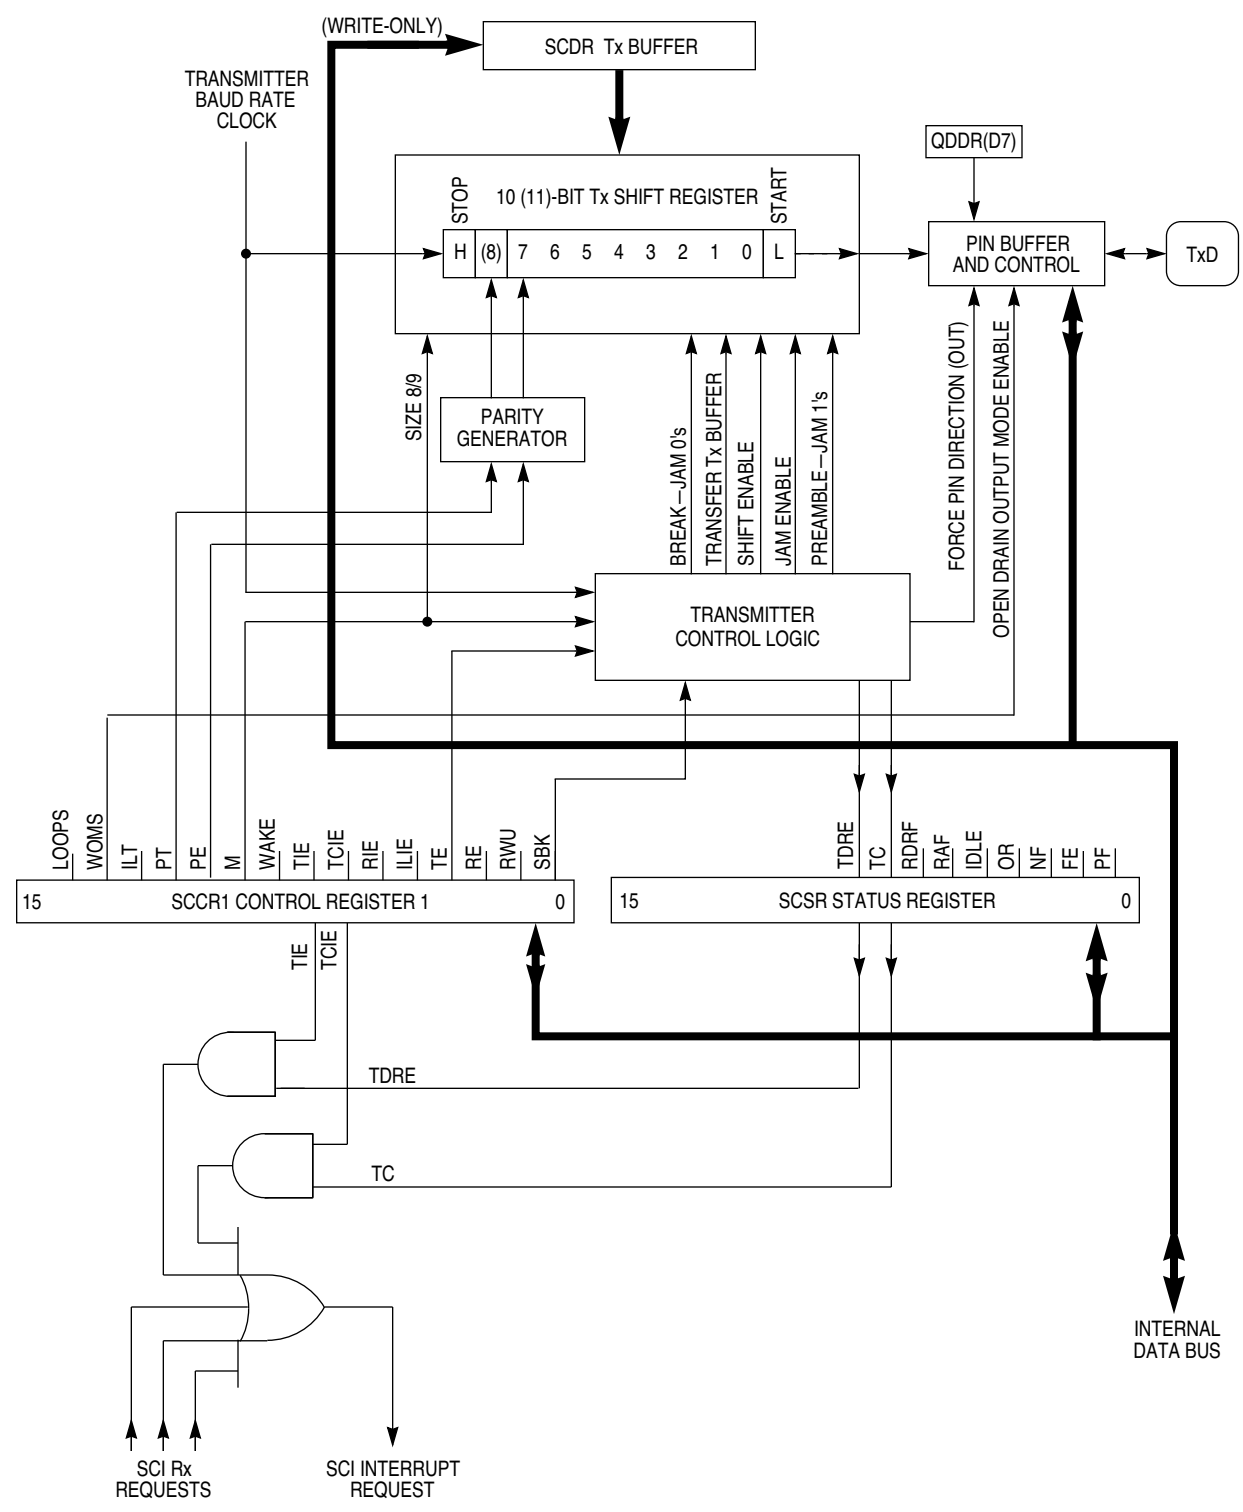 (WRITE-ONLY)
SCDR Tx BUFFER
TRANSMITTER
BAUD RATE
CLOCK
QDDR(D7)
STOP
10 (11)-BIT Tx SHIFT REGISTER
START
H (8) 7 6 5 4 3 2 1 0 L
PIN BUFFER
AND CONTROL
TxD
SIZE 8/9
PARITY
GENERATOR
BREAK—JAM 0's
TRANSFER Tx BUFFER
SHIFT ENABLE
JAM ENABLE
PREAMBLE—JAM 1's
FORCE PIN DIRECTION (OUT)
OPEN DRAIN OUTPUT MODE ENABLE
TRANSMITTER
CONTROL LOGIC
LOOPS
WOMS
ILT
PT
PE
M
WAKE
TIE
TCIE
RIE
ILIE
TE
RE
RWU
SBK
TDRE
TC
RDRF
RAF
IDLE
OR
NF
FE
PF
15 SCCR1 CONTROL REGISTER 1 0
15 SCSR STATUS REGISTER 0
TIE
TCIE
TDRE
TC
INTERNAL
DATA BUS
SCI Rx
REQUESTS
SCI INTERRUPT
REQUEST